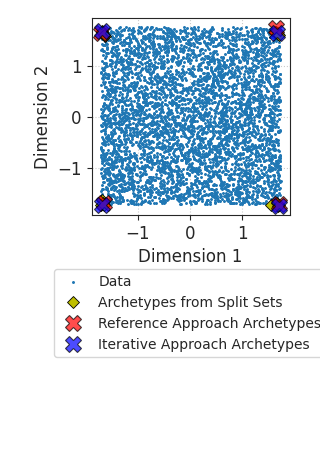 Dimension 2
1
0
−1
−1
0
1
Dimension 1
Data
Archetypes from Split Sets
Reference Approach Archetypes
Iterative Approach Archetypes